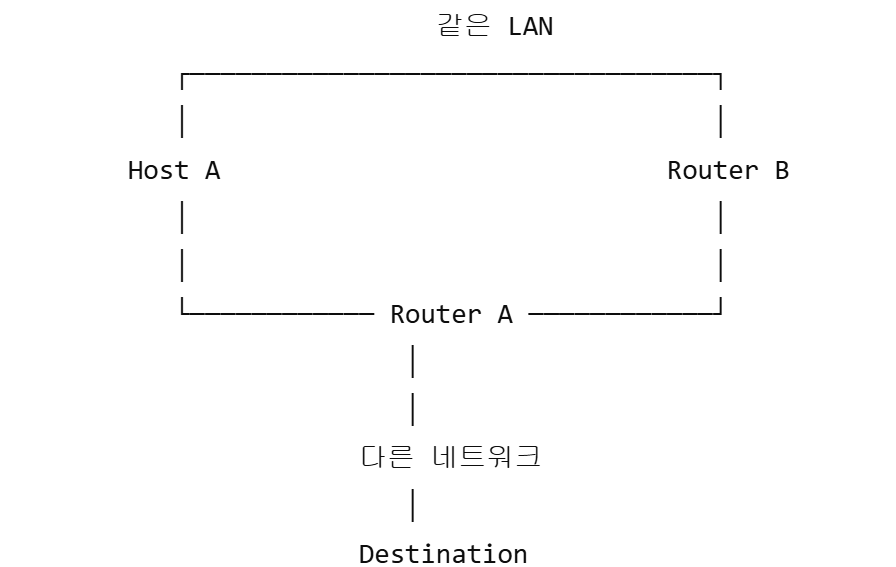 같은 LAN
Host A
Router B
Router A
다른 네트워크
Destination